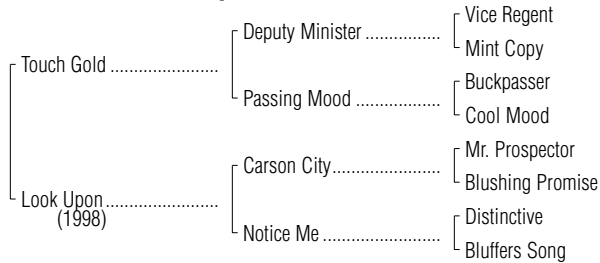 Vice Regent
Deputy Minister ..................
Mint Copy
Touch Gold ........................
Buckpasser
Passing Mood ....................
Cool Mood
Mr. Prospector
Carson City.........................
Blushing Promise
Look Upon.........................
(1998)
Distinctive
Notice Me ..........................
Bluffers Song